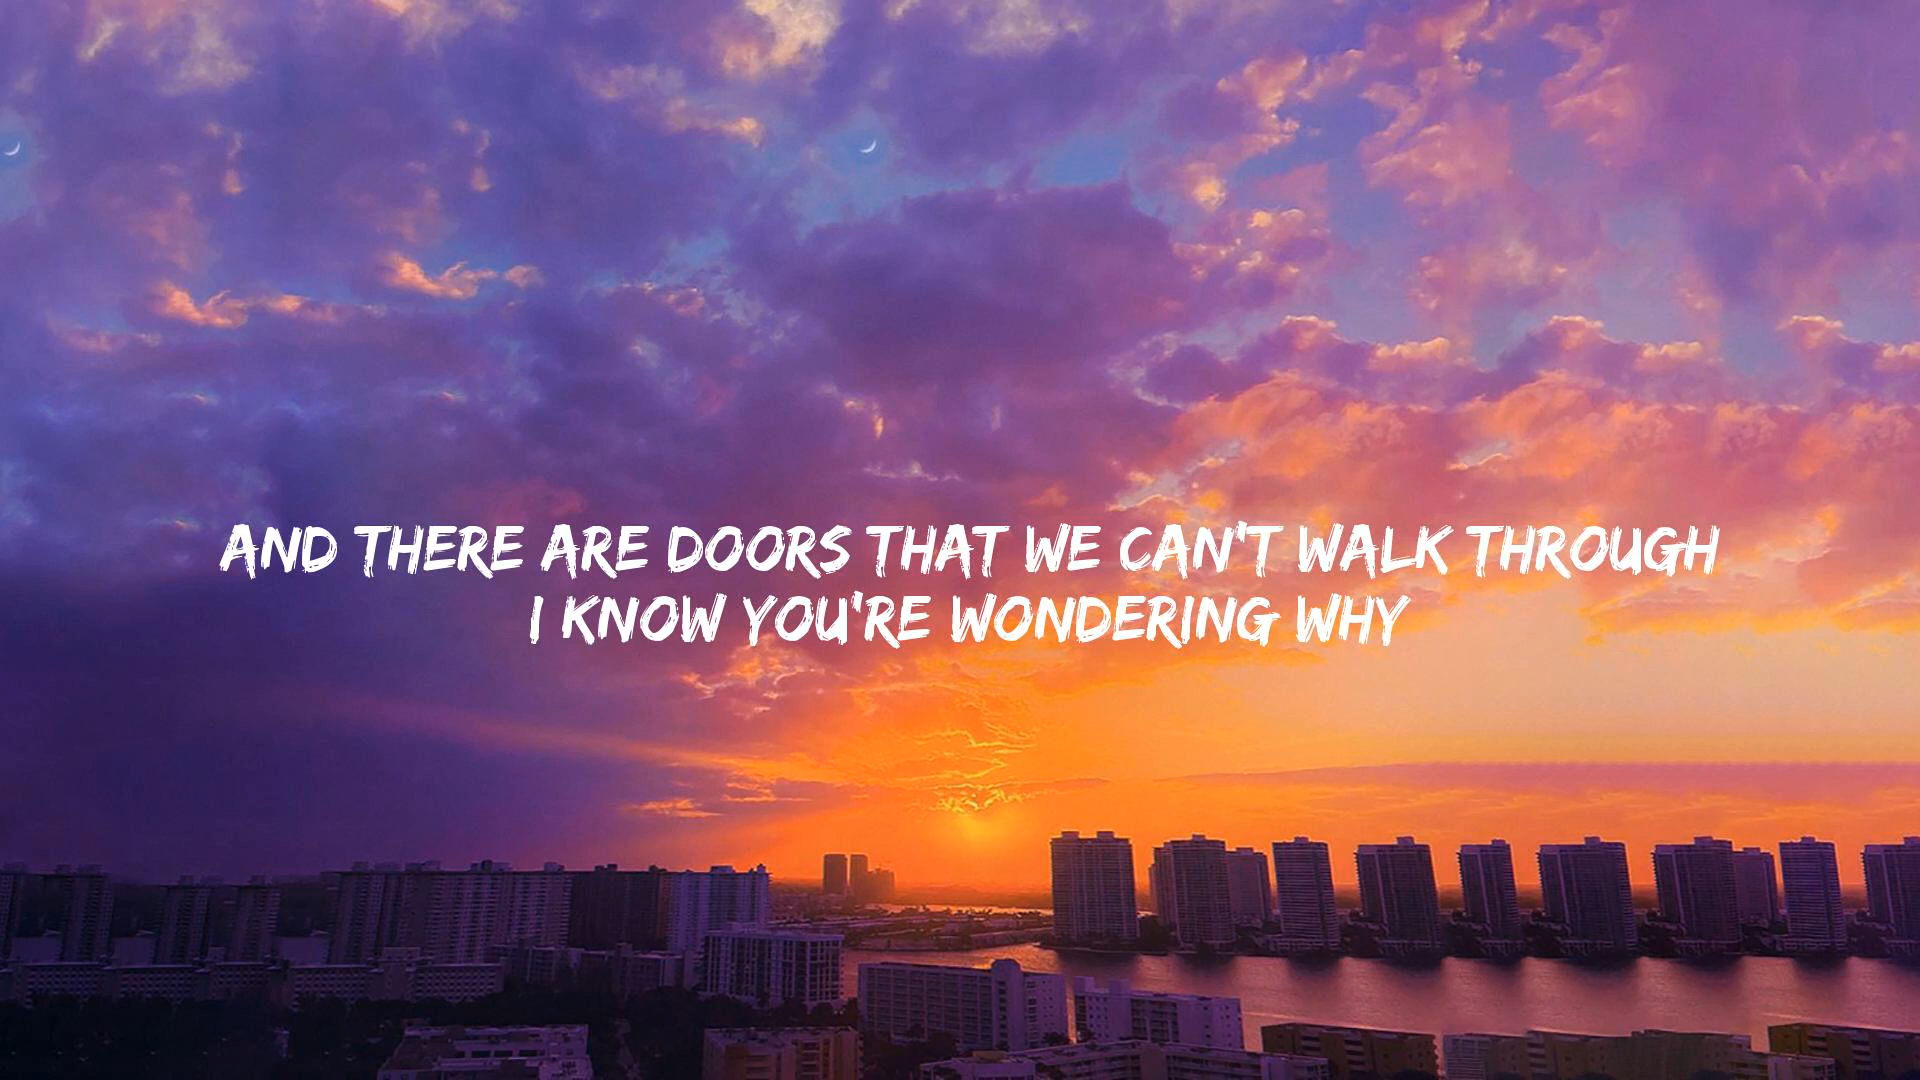 AND THERE ARE DOORS THAT WE CAN'T WALK THROUGH
I KNOW YOU'RE WONDERING WHY